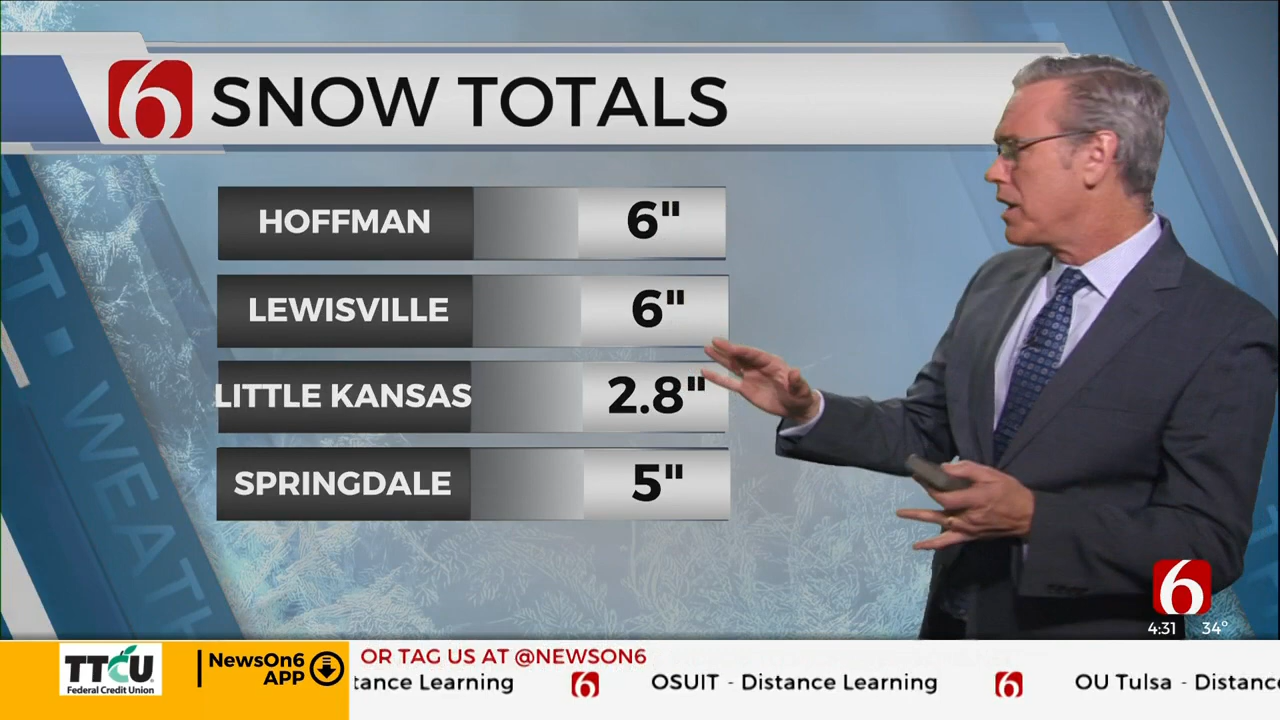 6 SNOW TOTALS
HOFFMAN 6"
LEWISVILLE 6"
LITTLE KANSAS 2.8"
SPRINGDALE 5"
WEATH
6
4:31 34°
TTCU
Federal Credit Union
NewsOn6
APP
OR TAG US AT @NEWSON6
tance Learning 6 OSUIT - Distance Learning 6 OU Tulsa - Distanc